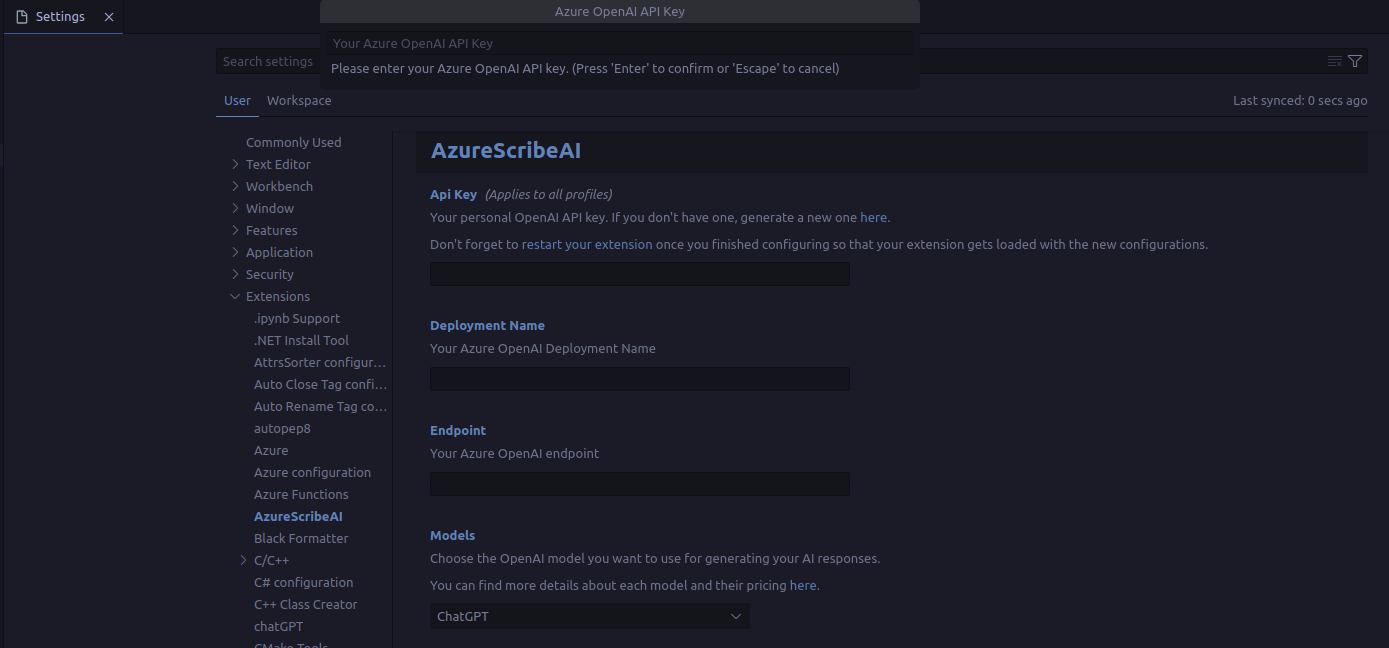 Settings
Azure OpenAI API Key
Your Azure OpenAI API Key
Please enter your Azure OpenAI API key. (Press 'Enter' to confirm or 'Escape' to cancel)
Search settings
User
Workspace
Last synced: 0 secs ago
Commonly Used
Text Editor
Workbench
Window
Features
Application
Security
Extensions
.ipynb Support
.NET Install Tool
AttrsSorter configur...
Auto Close Tag confi...
Auto Rename Tag co...
autopep8
Azure
Azure configuration
Azure Functions
AzureScribeAI
Black Formatter
C/C++
C# configuration
C++ Class Creator
chatGPT
CMake Tools
AzureScribeAI
Api Key (Applies to all profiles)
Your personal OpenAI API key. If you don't have one, generate a new one here.
Don't forget to restart your extension once you finished configuring so that your extension gets loaded with the new configurations.
Deployment Name
Your Azure OpenAI Deployment Name
Endpoint
Your Azure OpenAI endpoint
Models
Choose the OpenAI model you want to use for generating your AI responses.
You can find more details about each model and their pricing here.
ChatGPT